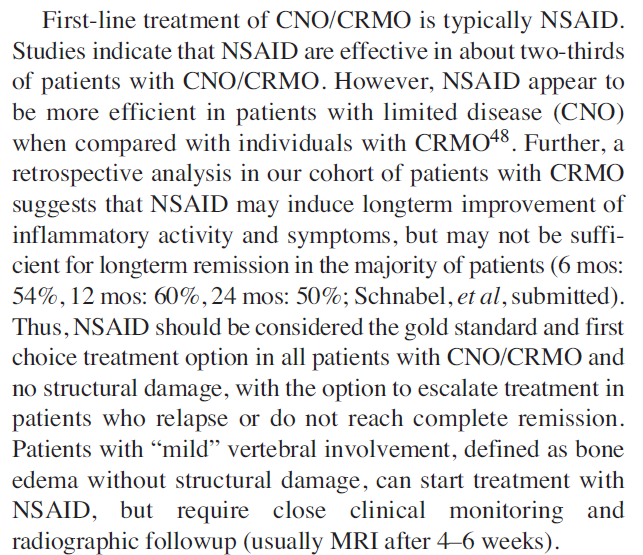 First-line treatment of CNO/CRMO is typically NSAID.
Studies indicate that NSAID are effective in about two-thirds
of patients with CNO/CRMO. However, NSAID appear to
be more efficient in patients with limited disease (CNO)
when compared with individuals with CRMO48. Further, a
retrospective analysis in our cohort of patients with CRMO
suggests that NSAID may induce longterm improvement of
inflammatory activity and symptoms, but may not be suffi-
cient for longterm remission in the majority of patients (6 mos:
54%, 12 mos: 60%, 24 mos: 50%; Schnabel, et al, submitted).
Thus, NSAID should be considered the gold standard and first
choice treatment option in all patients with CNO/CRMO and
no structural damage, with the option to escalate treatment in
patients who relapse or do not reach complete remission.
Patients with “mild” vertebral involvement, defined as bone
edema without structural damage, can start treatment with
NSAID, but require close clinical monitoring and
radiographic followup (usually MRI after 4–6 weeks).